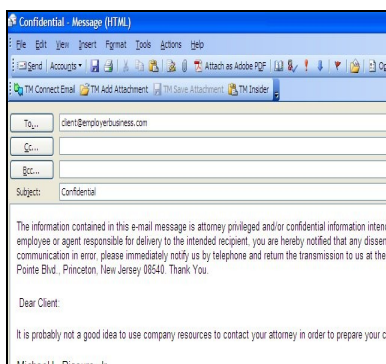 Confidential - Message (HTML)
File Edit View Insert Format Tools Actions Help
Send Accounts Attach as Adobe PDF
TM Connect Email TM Add Attachment TM Save Attachment TM Insider
To... client@employerbusiness.com
Cc...
Bcc...
Subject: Confidential
The information contained in this e-mail message is attorney privileged and/or confidential information
employee or agent responsible for delivery to the intended recipient, you are hereby notified that any
communication in error, please immediately notify us by telephone and return the transmission to us at the
Pointe Blvd., Princeton, New Jersey 08540. Thank You.
Dear Client:
It is probably not a good idea to use company resources to contact your attorney in order to prepare your